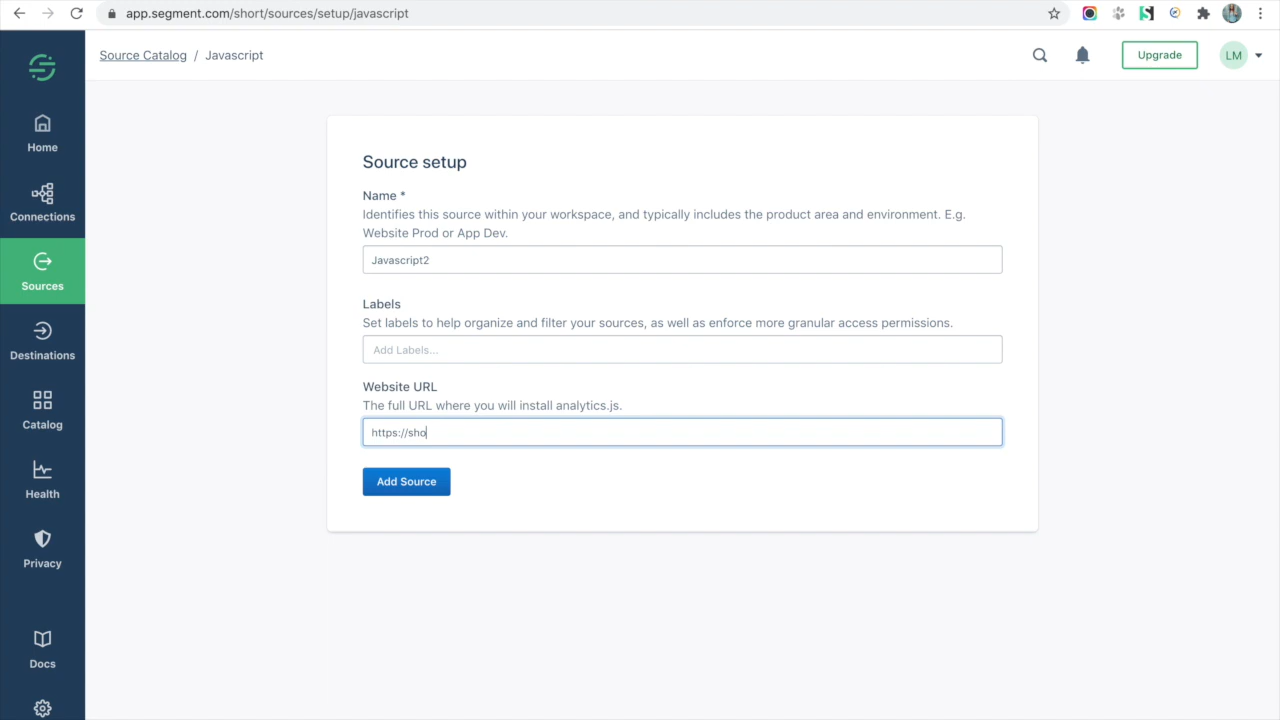 app.segment.com/short/sources/setup/javascript
Source Catalog / Javascript
Upgrade
LM
Home
Connections
Sources
Destinations
Catalog
Health
Privacy
Docs
Source setup
Name *
Identifies this source within your workspace, and typically includes the product area and environment. E.g.
Website Prod or App Dev.
Javascript2
Labels
Set labels to help organize and filter your sources, as well as enforce more granular access permissions.
Add Labels...
Website URL
The full URL where you will install analytics.js.
https://sho
Add Source